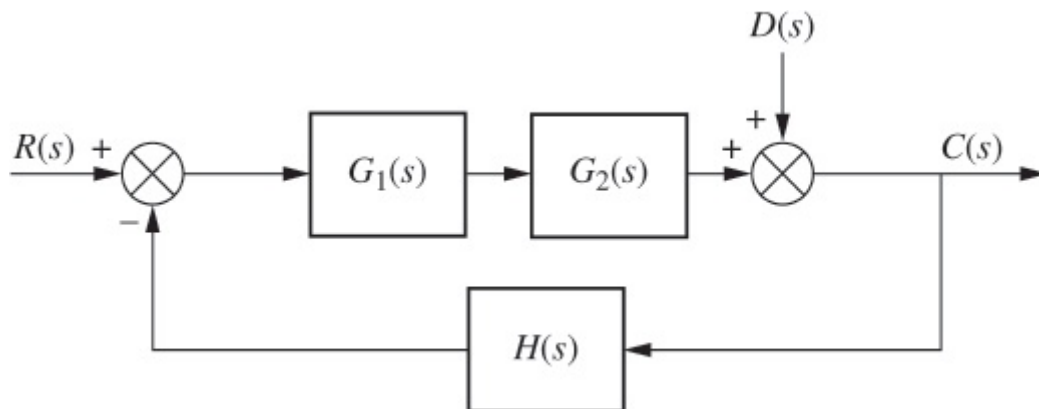 D(s)
+
R(s) + G₁(s) G₂(s) + C(s)
−
H(s)